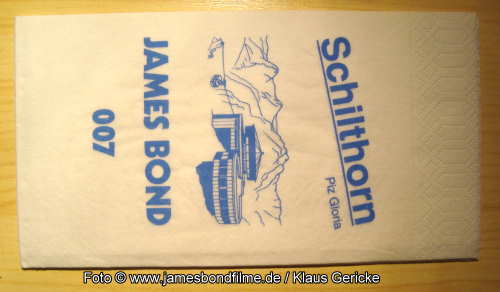 Schilthorn
Piz Gloria
JAMES BOND
007
Foto © www.jamesbondfilme.de / Klaus Gericke